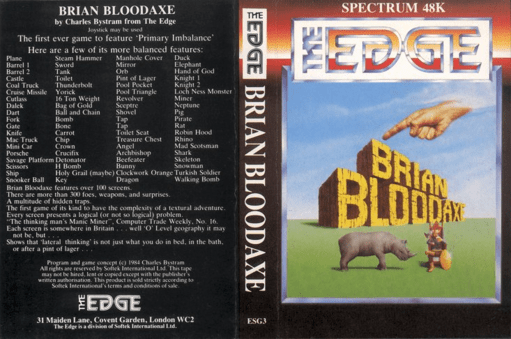 BRIAN BLOODAXE
by Charles Bystram from The Edge
Joystick may be used
The first ever game to feature 'Primary Imbalance'
Here are a few of its more balanced features:
Plane Steam Hammer Manhole Cover Duck
Barrel 1 Sword Mirror Elephant
Barrel 2 Tank Orb Hand of God
Castle Toilet Pint of Lager Knight 1
Coal Truck Thunderbolt Pool Pocket Knight 2
Cruise Missile Yorick Pool Triangle Loch Ness Monster
Cutlass 16 Ton Weight Revolver Miner
Dalek Bag of Gold Sceptre Neptune
Dart Ball and Chain Shovel Pig
Fork Bomb Tap Pirate
Gate Bone Tap Rat
Knife Carrot Toilet Seat Robin Hood
Mac Truck Chip Treasure Chest Rhino
Mini Car Crown Angel Mad Scotsman
Porsche Crucifix Archbishop Shark
Savage Platform Detonator Beefeater Skeleton
Scissors H Bomb Bunny Snowman
Ship Holy Grail (maybe) Clockwork Orange Turkish Soldier
Snooker Ball Key Dragon Walking Bomb
Brian Bloodaxe features over 100 screens.
There are more than 300 foes, weapons, and surprises.
A multitude of hidden traps.
The first game of its kind to have the complexity of a textural adventure.
Every screen presents a logical (or not so logical) problem.
"The thinking man's Manic Miner", Computer Trade Weekly, No. 16.
Each screen is somewhere in Britain . . . well 'O' Level geography it may
not be, but . . .
Shows that 'lateral thinking' is not just what you do in bed, in the bath,
or after a pint of lager . . .
Program and game concept (c) 1984 Charles Bystram
All rights are reserved by Softek International Ltd. This tape
may not be hired, lent or copied except with the publisher's
written authorisation. This product is sold strictly according to
Softek International's terms and conditions of sale.
THE EDGE
31 Maiden Lane, Covent Garden, London WC2
The Edge is a division of Softek International Ltd.
THE EDGE
BRIAN BLOODAXE
ESG3
SPECTRUM 48K
THE EDGE
BRIAN
BLOODAXE